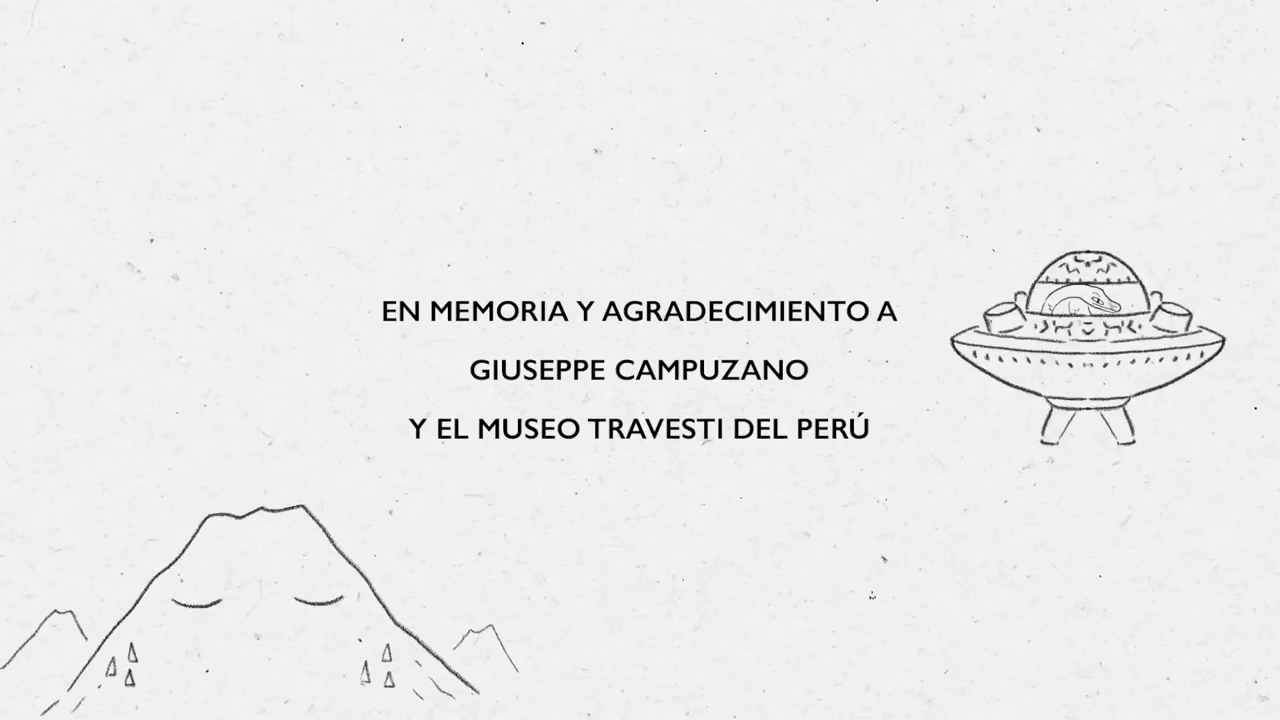 EN MEMORIA Y AGRADECIMIENTO A
GIUSEPPE CAMPUZANO
Y EL MUSEO TRAVESTI DEL PERÚ